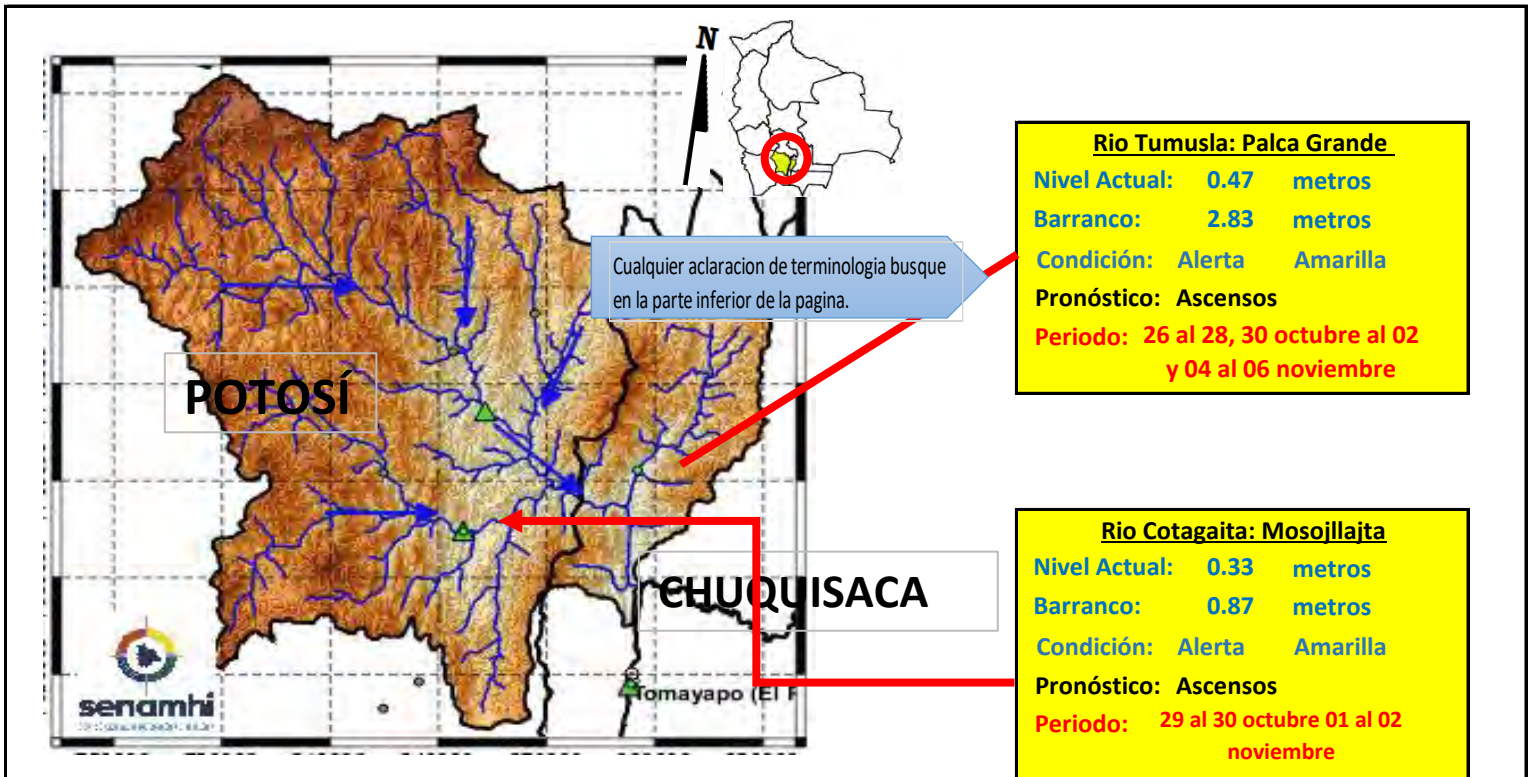 N
Cualquier aclaracion de terminologia busque
en la parte inferior de la pagina.
POTOSÍ
CHUQUISACA
Tomayapo (El
senamhi
Rio Tumusla: Palca Grande
Nivel Actual: 0.47 metros
Barranco: 2.83 metros
Condición: Alerta Amarilla
Pronóstico: Ascensos
Periodo: 26 al 28, 30 octubre al 02
y 04 al 06 noviembre
Rio Cotagaita: Mosojllajta
Nivel Actual: 0.33 metros
Barranco: 0.87 metros
Condición: Alerta Amarilla
Pronóstico: Ascensos
Periodo: 29 al 30 octubre 01 al 02
noviembre